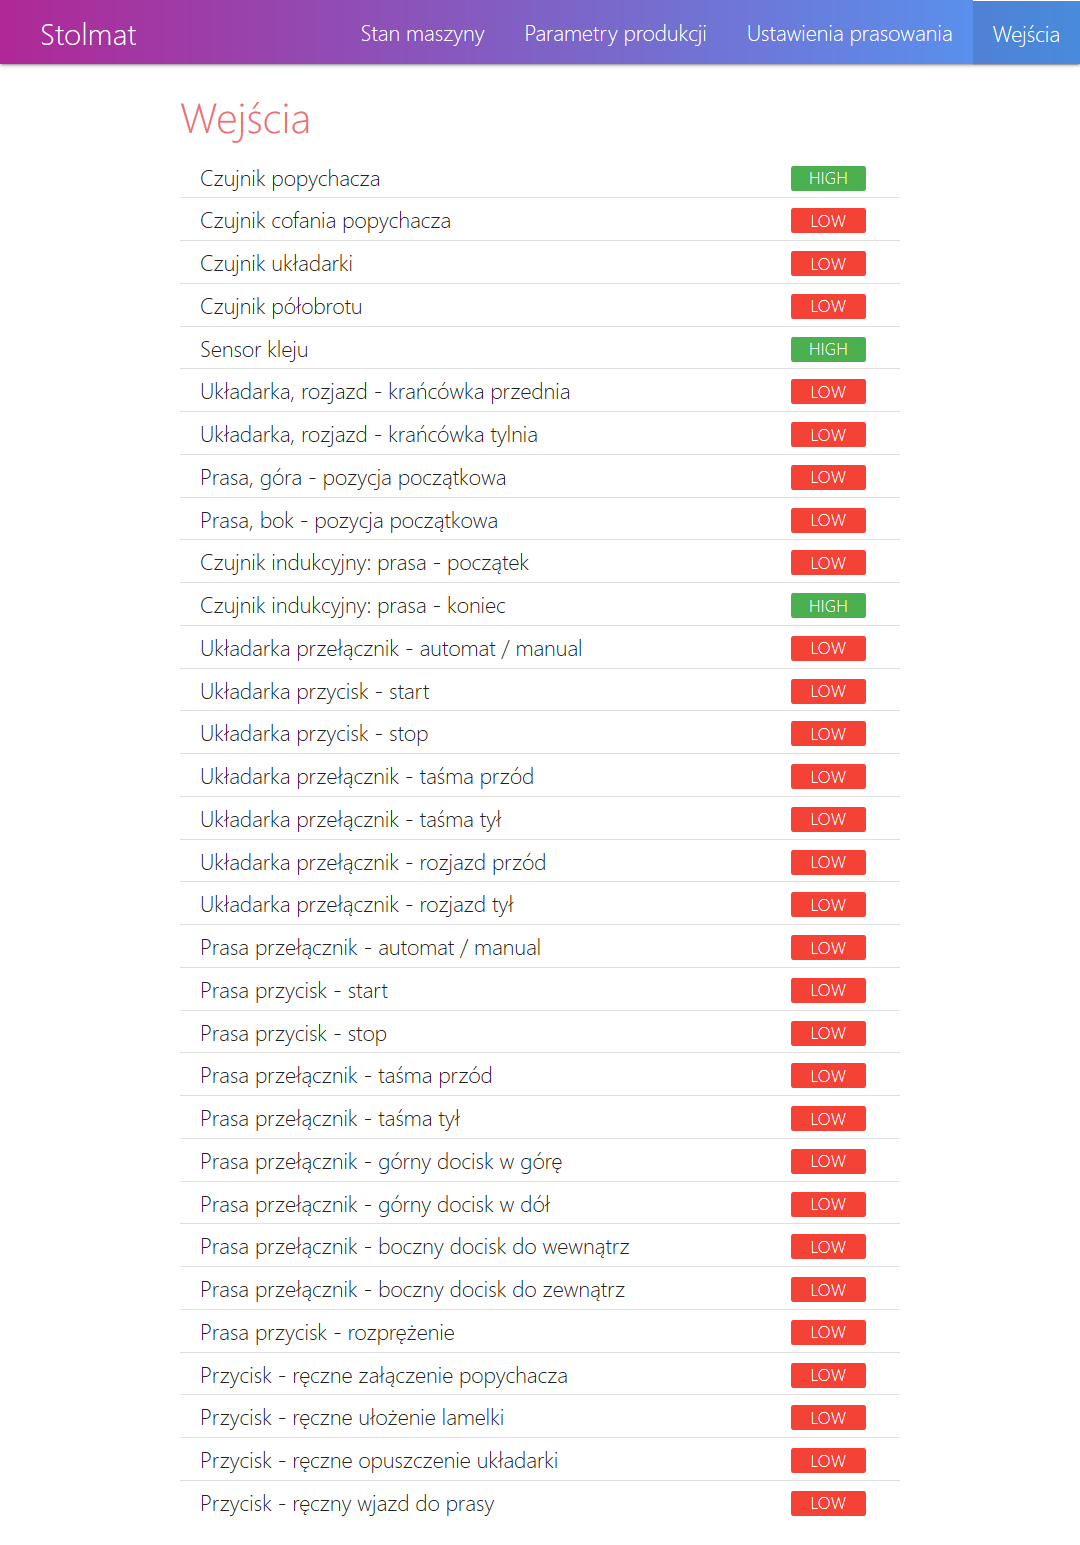 Stolmat Stan maszyny Parametry produkcji Ustawienia prasowania Wejścia
Wejścia
Czujnik popychacza HIGH
Czujnik cofania popychacza LOW
Czujnik układarki LOW
Czujnik półobrotu LOW
Sensor kleju HIGH
Układarka, rozjazd - krańcówka przednia LOW
Układarka, rozjazd - krańcówka tylnia LOW
Prasa, góra - pozycja początkowa LOW
Prasa, bok - pozycja początkowa LOW
Czujnik indukcyjny: prasa - początek LOW
Czujnik indukcyjny: prasa - koniec HIGH
Układarka przełącznik - automat / manual LOW
Układarka przycisk - start LOW
Układarka przycisk - stop LOW
Układarka przełącznik - taśma przód LOW
Układarka przełącznik - taśma tył LOW
Układarka przełącznik - rozjazd przód LOW
Układarka przełącznik - rozjazd tył LOW
Prasa przełącznik - automat / manual LOW
Prasa przycisk - start LOW
Prasa przycisk - stop LOW
Prasa przełącznik - taśma przód LOW
Prasa przełącznik - taśma tył LOW
Prasa przełącznik - górny docisk w górę LOW
Prasa przełącznik - górny docisk w dół LOW
Prasa przełącznik - boczny docisk do wewnątrz LOW
Prasa przełącznik - boczny docisk do zewnątrz LOW
Prasa przycisk - rozprężenie LOW
Przycisk - ręczne załączenie popychacza LOW
Przycisk - ręczne ułożenie lamelki LOW
Przycisk - ręczne opuszczenie układarki LOW
Przycisk - ręczny wjazd do prasy LOW